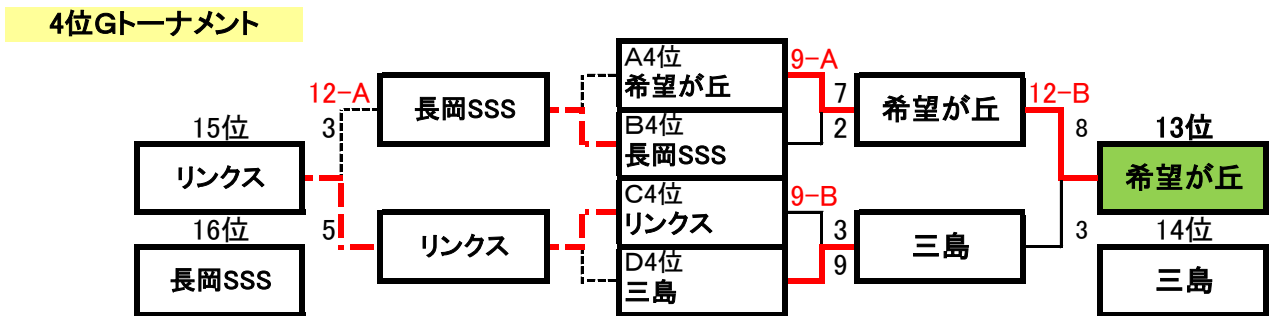 4位Gトーナメント
15位
リンクス
16位
長岡SSS
12-A
3
5
長岡SSS
リンクス
A4位
希望が丘
B4位
長岡SSS
C4位
リンクス
D4位
三島
9-A
7
2
9-B
3
9
希望が丘
三島
12-B
8
3
13位
希望が丘
14位
三島